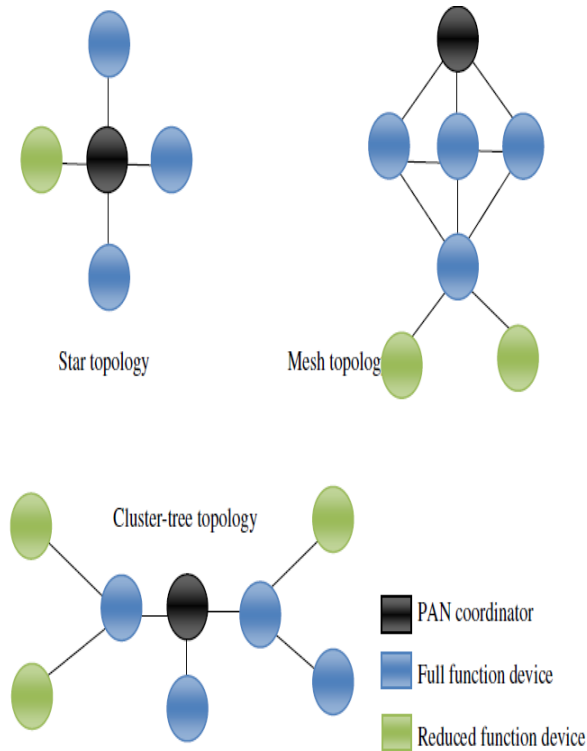 Star topology
Mesh topolog
Cluster-tree topology
PAN coordinator
Full function device
Reduced function device